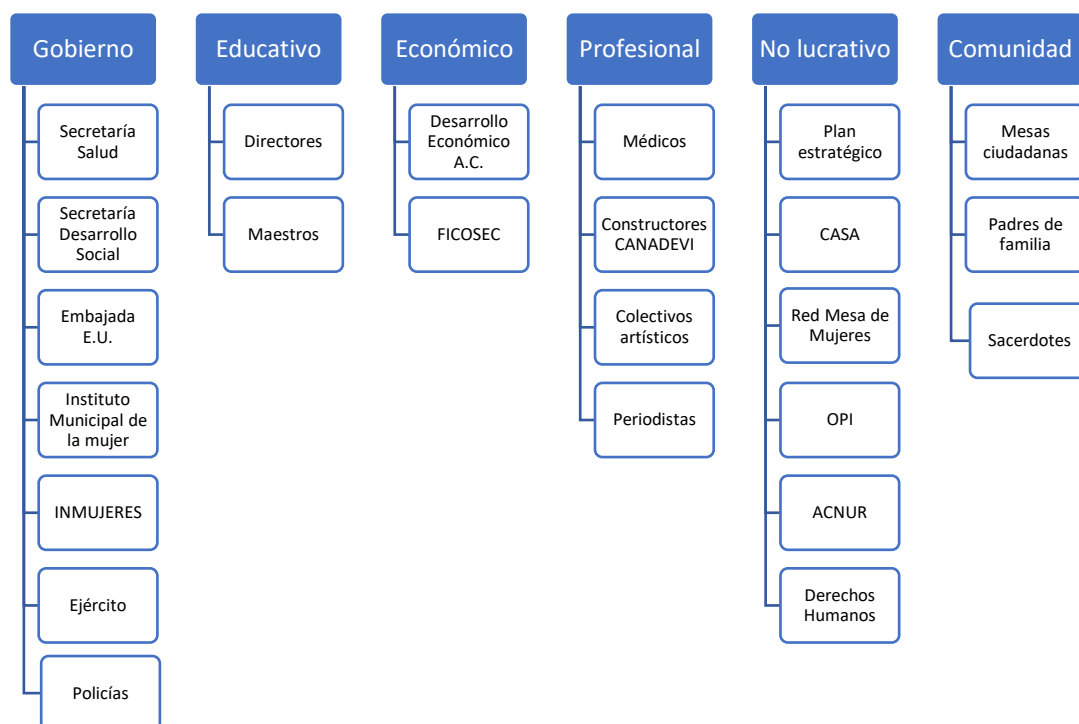 Gobierno
Secretaría
Salud
Secretaría
Desarrollo
Social
Embajada
E.U.
Instituto
Municipal de
la mujer
INMUJERES
Ejército
Policías
Educativo
Directores
Maestros
Económico
Desarrollo
Económico
A.C.
FICOSEC
Profesional
Médicos
Constructores
CANADEVI
Colectivos
artísticos
Periodistas
No lucrativo
Plan
estratégico
CASA
Red Mesa de
Mujeres
OPI
ACNUR
Derechos
Humanos
Comunidad
Mesas
ciudadanas
Padres de
familia
Sacerdotes